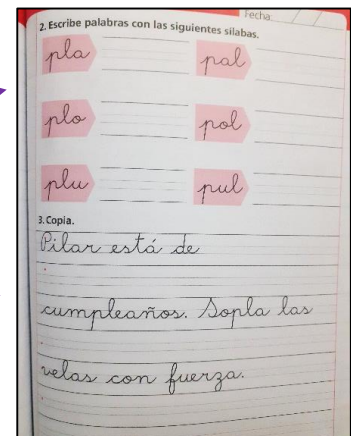 Fecha:
2. Escribe palabras con las siguientes sílabas.
pla pal
plo pol
plu pul
3. Copia.
Pilar está de
cumpleaños. Sopla las
velas con fuerza.